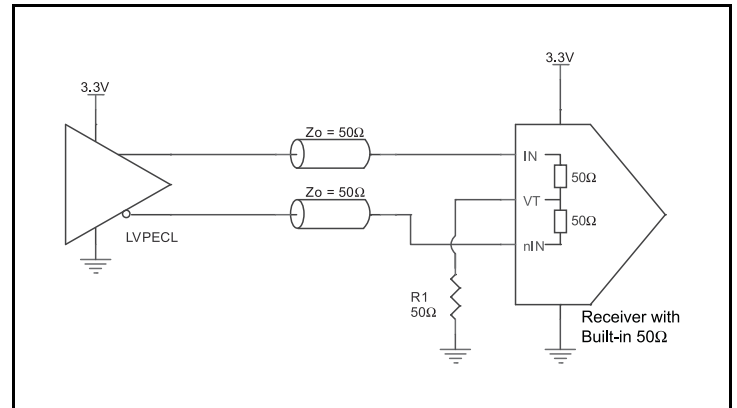 3.3V
3.3V
Zo = 50Ω
IN
50Ω
Zo = 50Ω
VT
50Ω
LVPECL
nIN
R1
50Ω
Receiver with
Built-in 50Ω